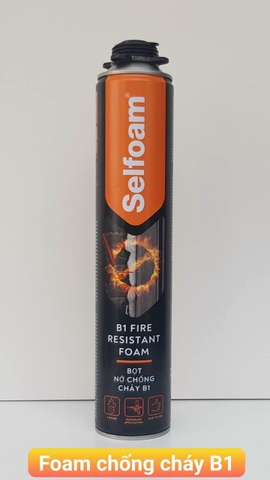 Selfoam®
B1 FIRE
RESISTANT
FOAM
BỌT
NỞ CHỐNG
CHÁY B1
Foam chống cháy B1